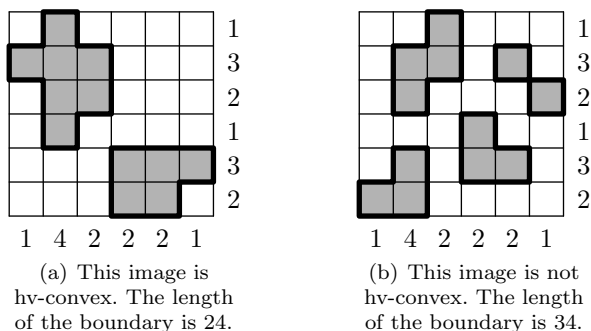 1
3
2
1
3
2
1 4 2 2 2 1
(a) This image is
hv-convex. The length
of the boundary is 24.
1
3
2
1
3
2
1 4 2 2 2 1
(b) This image is not
hv-convex. The length
of the boundary is 34.